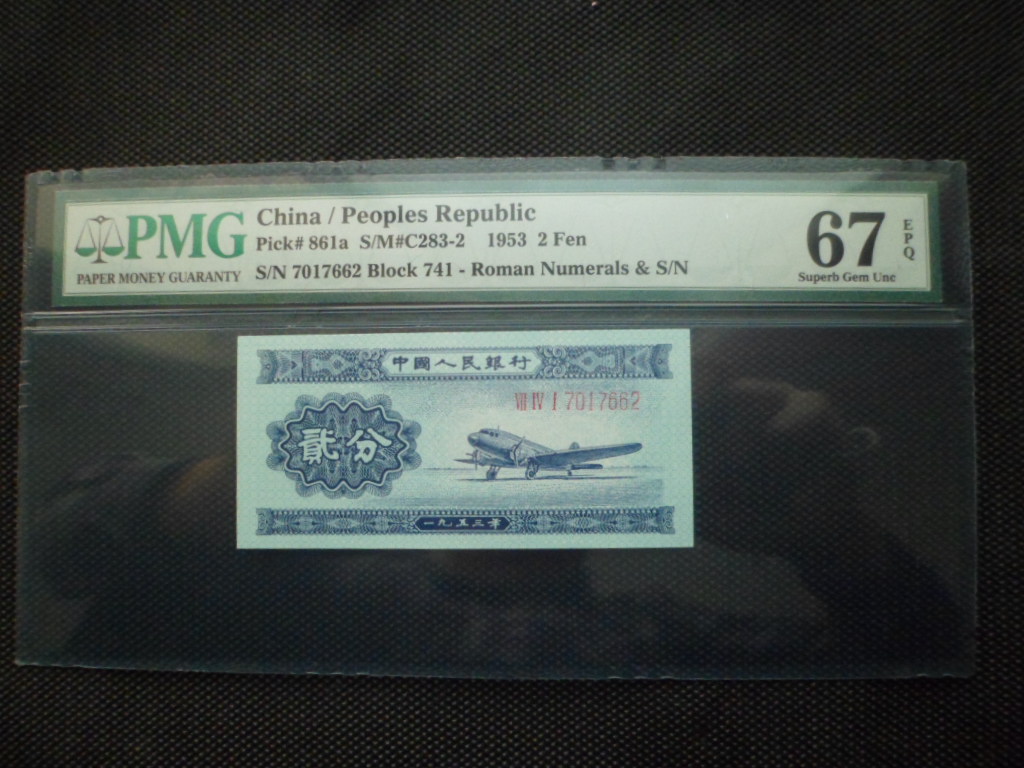 PMG
PAPER MONEY GUARANTY
China / Peoples Republic
Pick# 861a S/M#C283-2 1953 2 Fen
S/N 7017662 Block 741 - Roman Numerals & S/N
67
EPQ
Superb Gem Unc
中國人民銀行
VII IV I 7017662
貳分
一九五三年